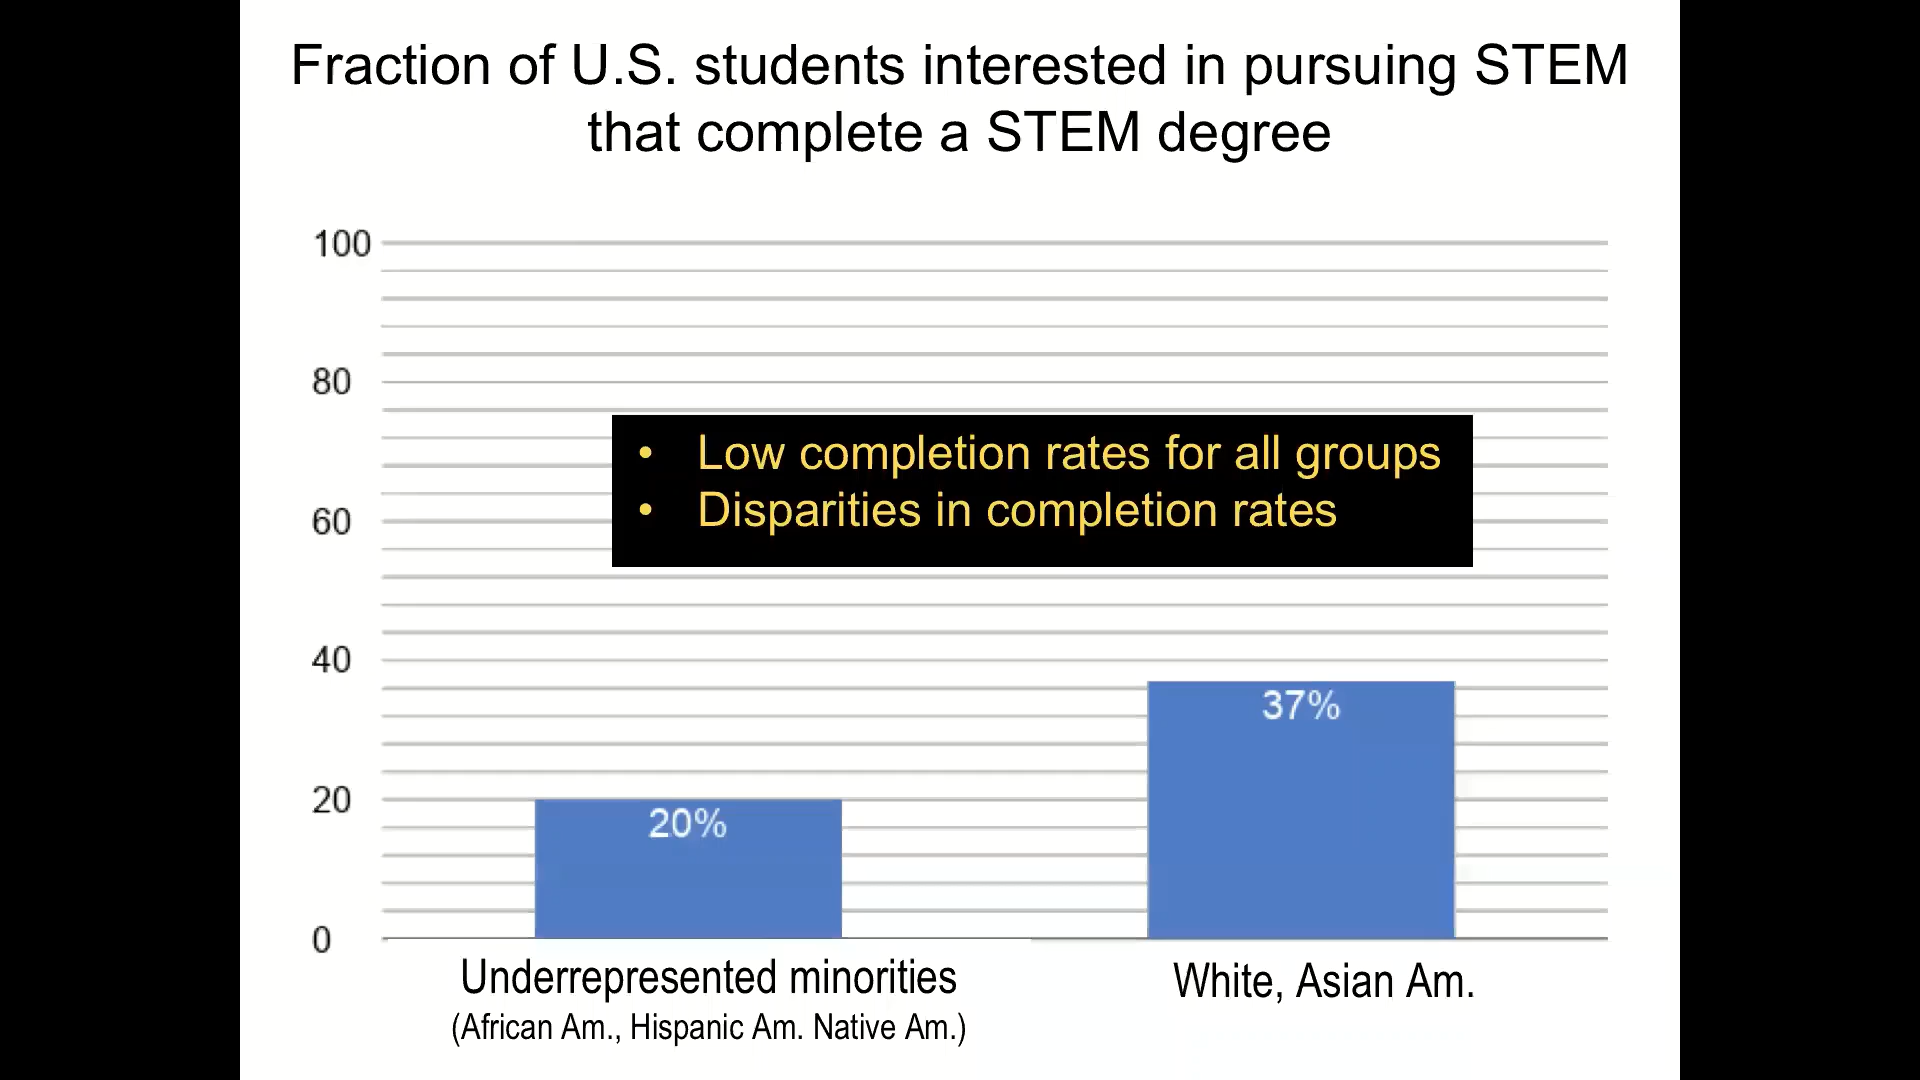 Fraction of U.S. students interested in pursuing STEM
that complete a STEM degree
100
80
• Low completion rates for all groups
• Disparities in completion rates
60
40
37%
20
20%
0
Underrepresented minorities
(African Am., Hispanic Am. Native Am.)
White, Asian Am.